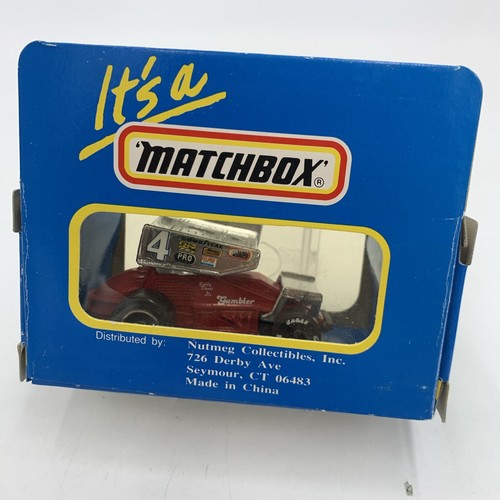 It's a
'MATCHBOX'®
4
GOODYEAR
PRO
Gambler
Distributed by:
Nutmeg Collectibles, Inc.
726 Derby Ave
Seymour, CT 06483
Made in China